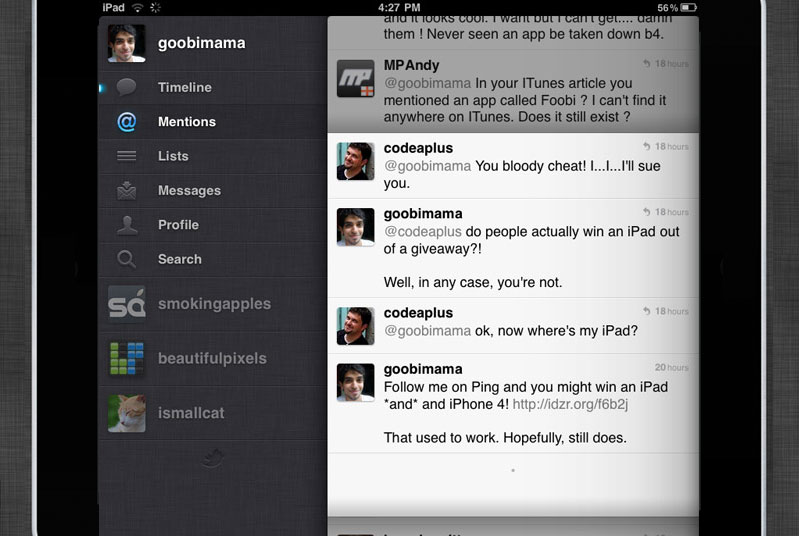 iPad
4:27 PM
56%
goobimama
Timeline
Mentions
Lists
Messages
Profile
Search
smokingapples
beautifulpixels
ismallcat
and it looks cool. I want but I can't get.... damn
them ! Never seen an app be taken down b4.
MPAndy
18 hours
@goobimama In your ITunes article you
mentioned an app called Foobi ? I can't find it
anywhere on ITunes. Does it still exist ?
codeaplus
18 hours
@goobimama You bloody cheat! I...I...I'll sue
you.
goobimama
18 hours
@codeaplus do people actually win an iPad out
of a giveaway?!
Well, in any case, you're not.
codeaplus
18 hours
@goobimama ok, now where's my iPad?
goobimama
20 hours
Follow me on Ping and you might win an iPad
*and* and iPhone 4! http://idzr.org/f6b2j
That used to work. Hopefully, still does.